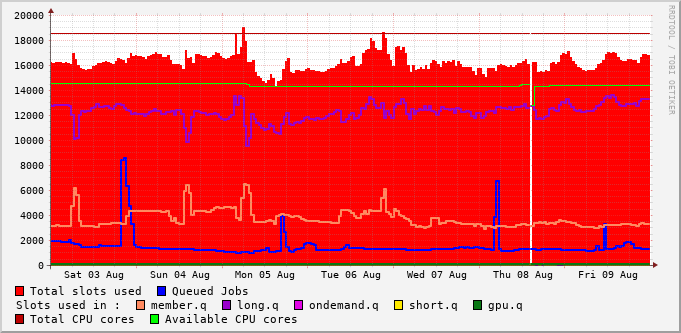 20000
18000
16000
14000
12000
10000
8000
6000
4000
2000
0
Sat 03 Aug Sun 04 Aug Mon 05 Aug Tue 06 Aug Wed 07 Aug Thu 08 Aug Fri 09 Aug
Total slots used Queued Jobs
Slots used in : member.q long.q ondemand.q short.q gpu.q
Total CPU cores Available CPU cores
RRDTOOL / TOBI OETIKER